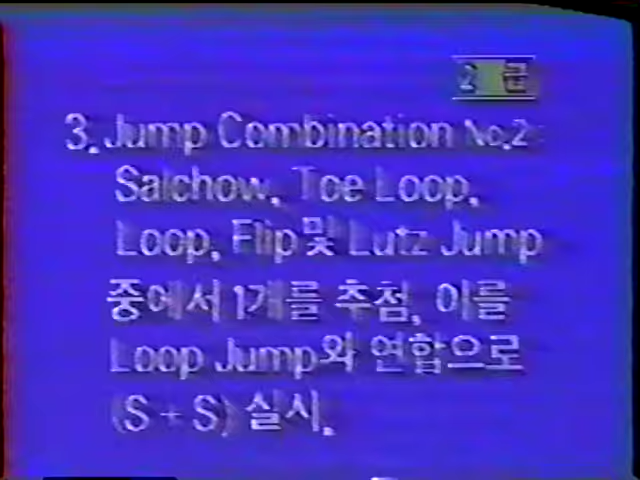 2 급
3. Jump Combination No.2
Salchow, Toe Loop,
Loop, Flip 및 Lutz Jump
중에서 1개를 추첨, 이를
Loop Jump와 연합으로
(S + S) 실시.